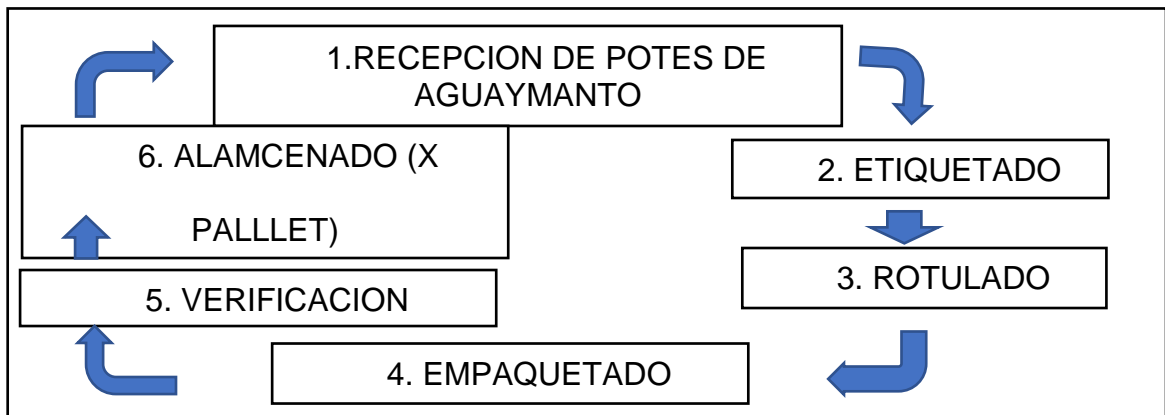 1.RECEPCION DE POTES DE
AGUAYMANTO
2. ETIQUETADO
3. ROTULADO
4. EMPAQUETADO
5. VERIFICACION
6. ALAMCENADO (X
PALLLET)